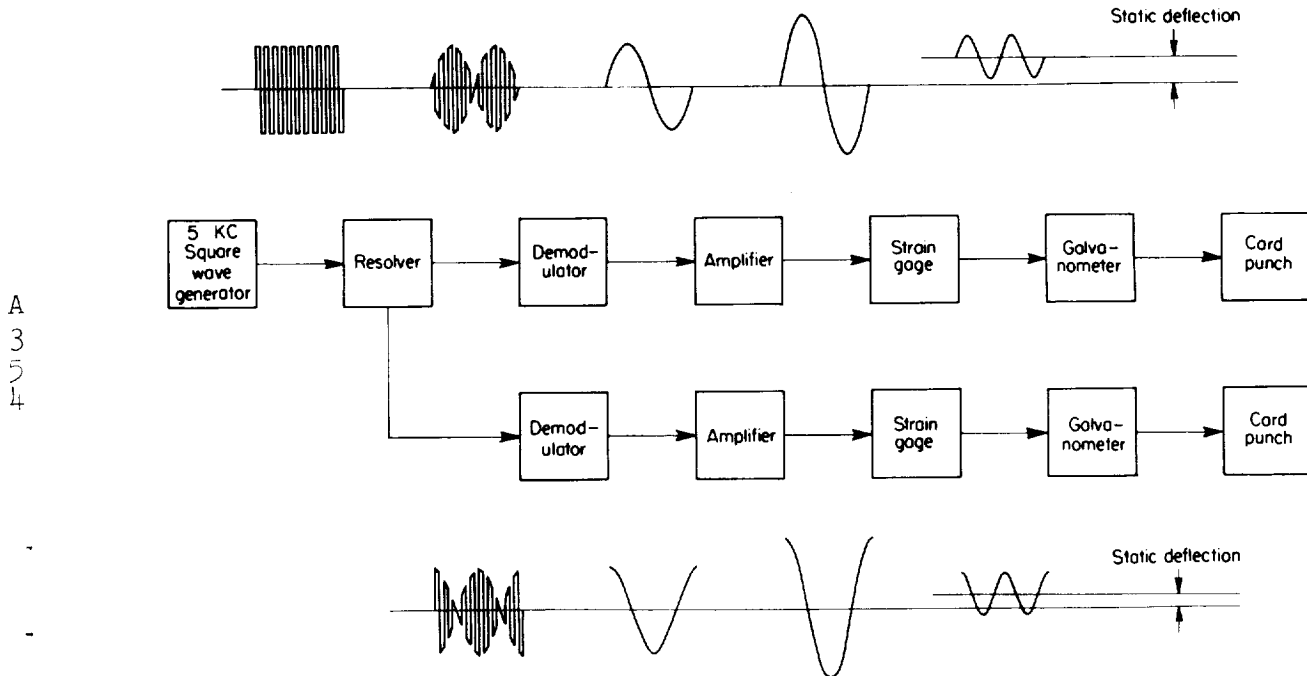 Static deflection
5 KC
Square
wave
generator
Resolver
Demod-
ulator
Amplifier
Strain
gage
Galva-
nometer
Card
punch
A
3
5
4
Demod-
ulator
Amplifier
Strain
gage
Galva-
nometer
Card
punch
Static deflection